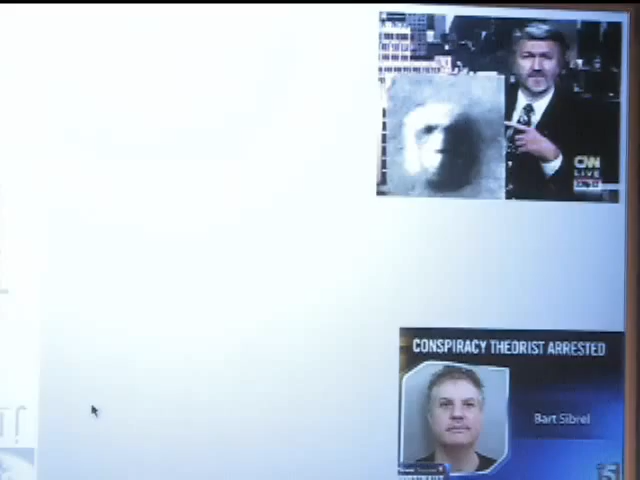 CNN
LIVE
CONSPIRACY THEORIST ARRESTED
Bart Sibrel
5